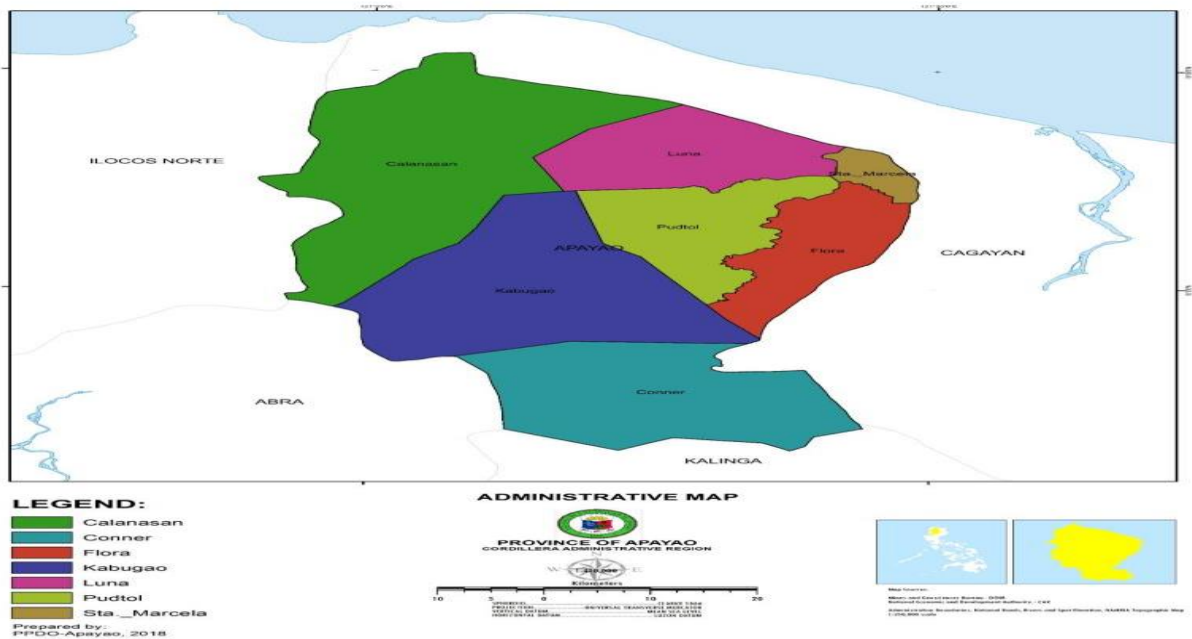 ILOCOS NORTE
Calanasan
Luna
Sta._Marcela
Pudtol
APAYAO
Flora
CAGAYAN
Kabugao
Conner
ABRA
KALINGA
LEGEND:
Calanasan
Conner
Flora
Kabugao
Luna
Pudtol
Sta._Marcela
Prepared by:
PPDO-Apayao, 2018
ADMINISTRATIVE MAP
PROVINCE OF APAYAO
CORDILLERA ADMINISTRATIVE REGION
N
W E
Kilometers
10 5 0 10 20
Map Sources: